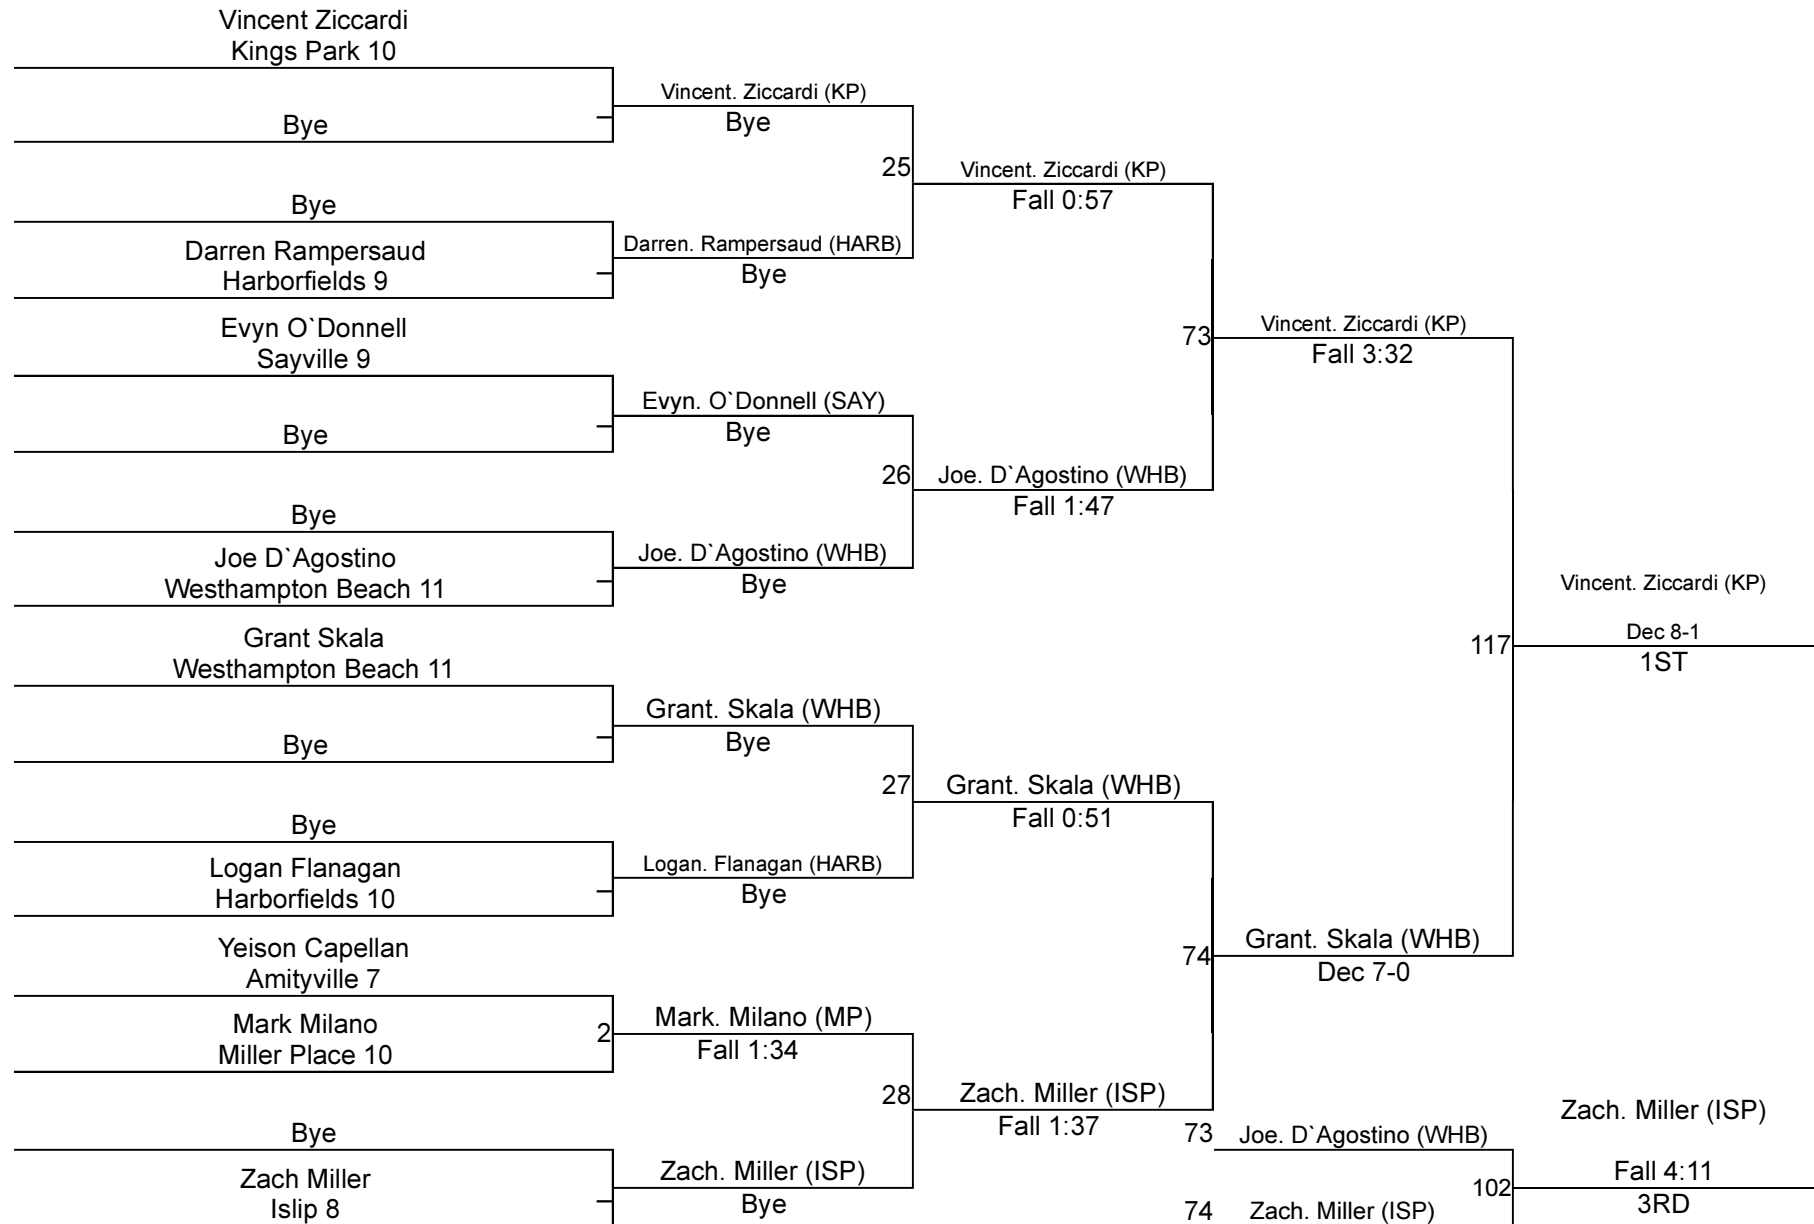 Vincent Ziccardi
Kings Park 10
Bye
Bye
Darren Rampersaud
Harborfields 9
Evyn O`Donnell
Sayville 9
Bye
Bye
Joe D`Agostino
Westhampton Beach 11
Grant Skala
Westhampton Beach 11
Bye
Bye
Logan Flanagan
Harborfields 10
Yeison Capellan
Amityville 7
Mark Milano
Miller Place 10
2
Bye
Zach Miller
Islip 8
Vincent. Ziccardi (KP)
Bye
25
Darren. Rampersaud (HARB)
Bye
Evyn. O`Donnell (SAY)
Bye
26
Joe. D`Agostino (WHB)
Bye
Grant. Skala (WHB)
Bye
27
Logan. Flanagan (HARB)
Bye
Mark. Milano (MP)
Fall 1:34
28
Zach. Miller (ISP)
Bye
Vincent. Ziccardi (KP)
Fall 0:57
73
Joe. D`Agostino (WHB)
Fall 1:47
Grant. Skala (WHB)
Fall 0:51
74
Zach. Miller (ISP)
Fall 1:37
Vincent. Ziccardi (KP)
Fall 3:32
117
Grant. Skala (WHB)
Dec 7-0
Vincent. Ziccardi (KP)
Dec 8-1
1ST
73 Joe. D`Agostino (WHB)
102
74 Zach. Miller (ISP)
Zach. Miller (ISP)
Fall 4:11
3RD